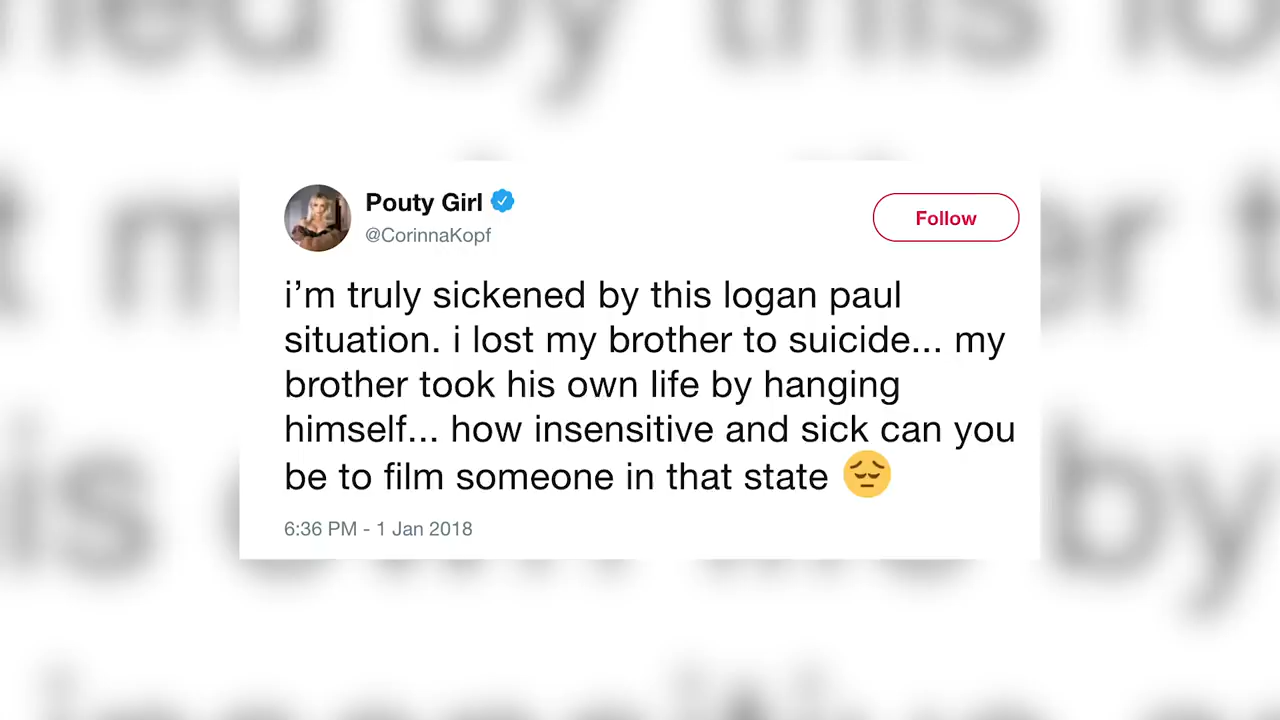 Pouty Girl
@CorinnaKopf
Follow
i’m truly sickened by this logan paul
situation. i lost my brother to suicide... my
brother took his own life by hanging
himself... how insensitive and sick can you
be to film someone in that state 😔
6:36 PM - 1 Jan 2018